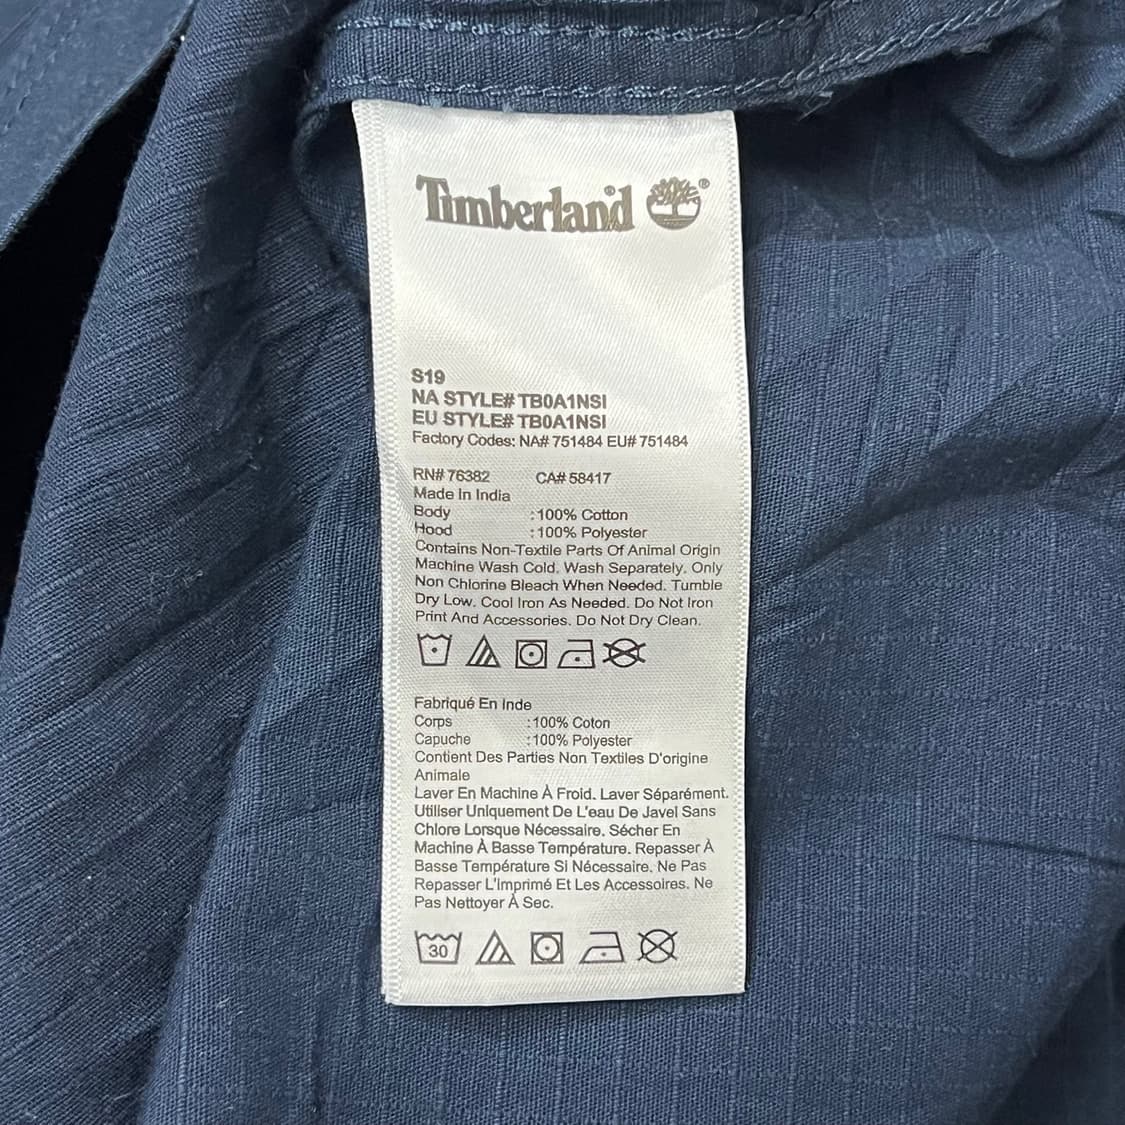 Timberland® ®
S19
NA STYLE# TB0A1NSI
EU STYLE# TB0A1NSI
Factory Codes: NA# 751484 EU# 751484
RN# 76382 CA# 58417
Made In India
Body :100% Cotton
Hood :100% Polyester
Contains Non-Textile Parts Of Animal Origin
Machine Wash Cold. Wash Separately. Only
Non Chlorine Bleach When Needed. Tumble
Dry Low. Cool Iron As Needed. Do Not Iron
Print And Accessories. Do Not Dry Clean.
Fabriqué En Inde
Corps :100% Coton
Capuche :100% Polyester
Contient Des Parties Non Textiles D'origine
Animale
Laver En Machine À Froid. Laver Séparément.
Utiliser Uniquement De L'eau De Javel Sans
Chlore Lorsque Nécessaire. Sécher En
Machine À Basse Température. Repasser À
Basse Température Si Nécessaire. Ne Pas
Repasser L'imprimé Et Les Accessoires. Ne
Pas Nettoyer À Sec.
30